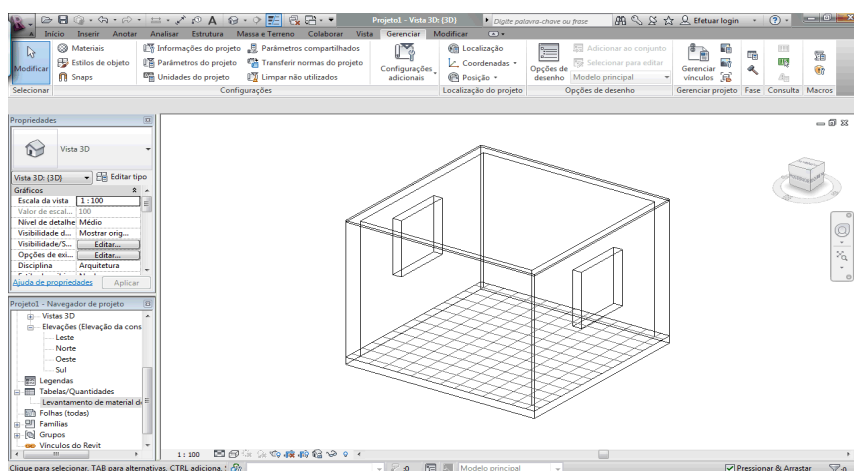 Projeto1 - Vista 3D: {3D}
Digite palavra-chave ou frase
Efetuar login
Início Inserir Anotar Analisar Estrutura Massa e Terreno Colaborar Vista Gerenciar Modificar
Modificar
Materiais
Estilos de objeto
Snaps
Informações do projeto
Parâmetros do projeto
Unidades do projeto
Parâmetros compartilhados
Transferir normas do projeto
Limpar não utilizados
Configurações
adicionais
Localização
Coordenadas
Posição
Opções de
desenho
Adicionar ao conjunto
Selecionar para editar
Modelo principal
Gerenciar
vínculos
Selecionar Configurações Localização do projeto Opções de desenho Gerenciar projeto Fase Consulta Macros
Propriedades
Vista 3D
Vista 3D: {3D} Editar tipo
Gráficos
Escala da vista 1 : 100
Valor de escal... 100
Nível de detalhe Médio
Visibilidade d... Mostrar orig...
Visibilidade/S... Editar...
Opções de exi... Editar...
Disciplina Arquitetura
Ajuda de propriedades Aplicar
Projeto1 - Navegador de projeto
Vistas 3D
Elevações (Elevação da cons
Leste
Norte
Oeste
Sul
Legendas
Tabelas/Quantidades
Levantamento de material d
Folhas (todas)
Famílias
Grupos
Vínculos do Revit
1 : 100
Clique para selecionar, TAB para alternativas, CTRL adiciona, :0 Modelo principal Pressionar & Arrastar :0